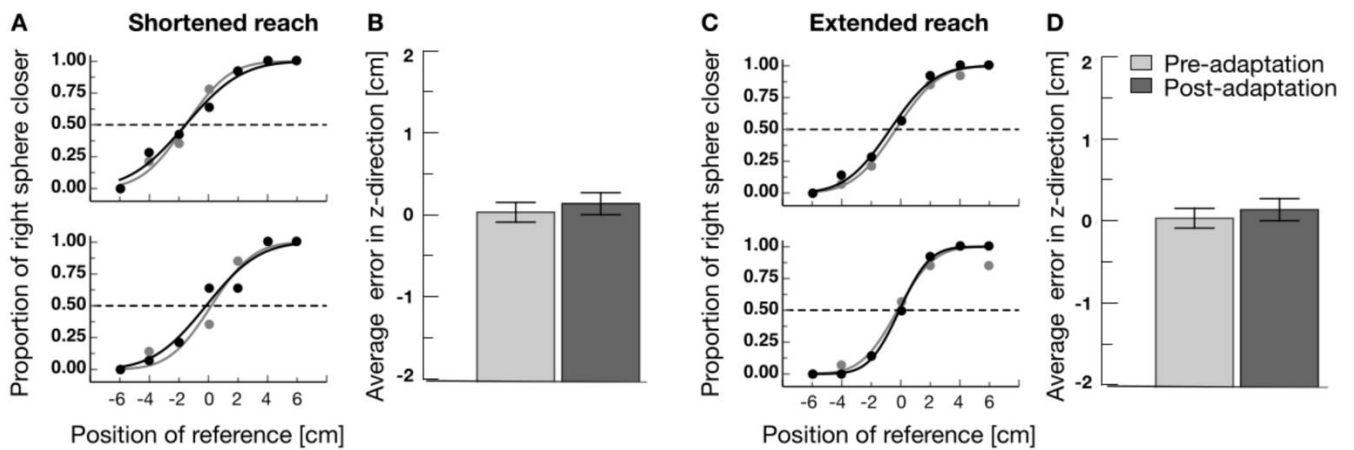 A Shortened reach
Proportion of right sphere closer
1.00
0.75
0.50
0.25
0.00
1.00
0.75
0.50
0.25
0.00
-6 -4 -2 0 2 4 6
Position of reference [cm]
B
Average error in z-direction [cm]
2
1
0
-1
-2
C Extended reach
Proportion of right sphere closer
1.00
0.75
0.50
0.25
0.00
1.00
0.75
0.50
0.25
0.00
-6 -4 -2 0 2 4 6
Position of reference [cm]
D
Average error in z-direction [cm]
2
1
0
-1
-2
Pre-adaptation
Post-adaptation